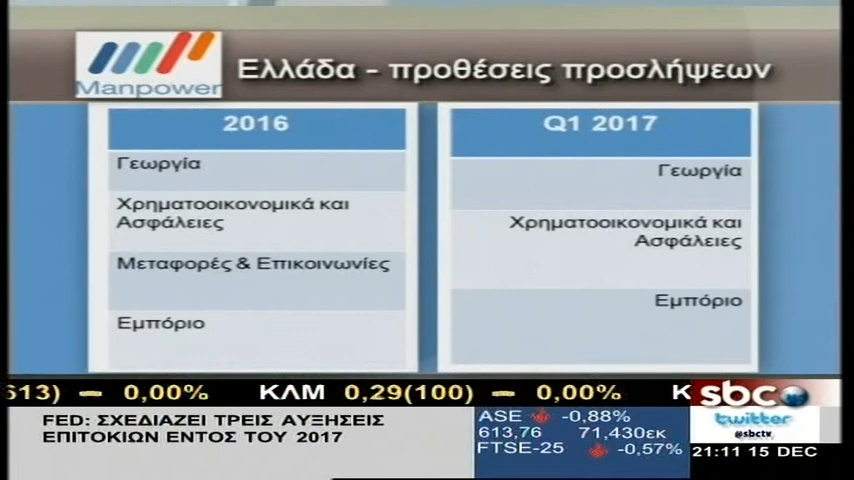 Manpower
Ελλάδα - προθέσεις προσλήψεων
2016
Γεωργία
Χρηματοοικονομικά και
Ασφάλειες
Μεταφορές & Επικοινωνίες
Εμπόριο
Q1 2017
Γεωργία
Χρηματοοικονομικά και
Ασφάλειες
Εμπόριο
613) 0,00% ΚΛΜ 0,29(100) 0,00% Κ
FED: ΣΧΕΔΙΑΖΕΙ ΤΡΕΙΣ ΑΥΞΗΣΕΙΣ
ΕΠΙΤΟΚΙΩΝ ΕΝΤΟΣ ΤΟΥ 2017
ASE -0,88%
613,76 71,430εκ
FTSE-25 -0,57%
sbc
twitter
@sbctv
21:11 15 DEC